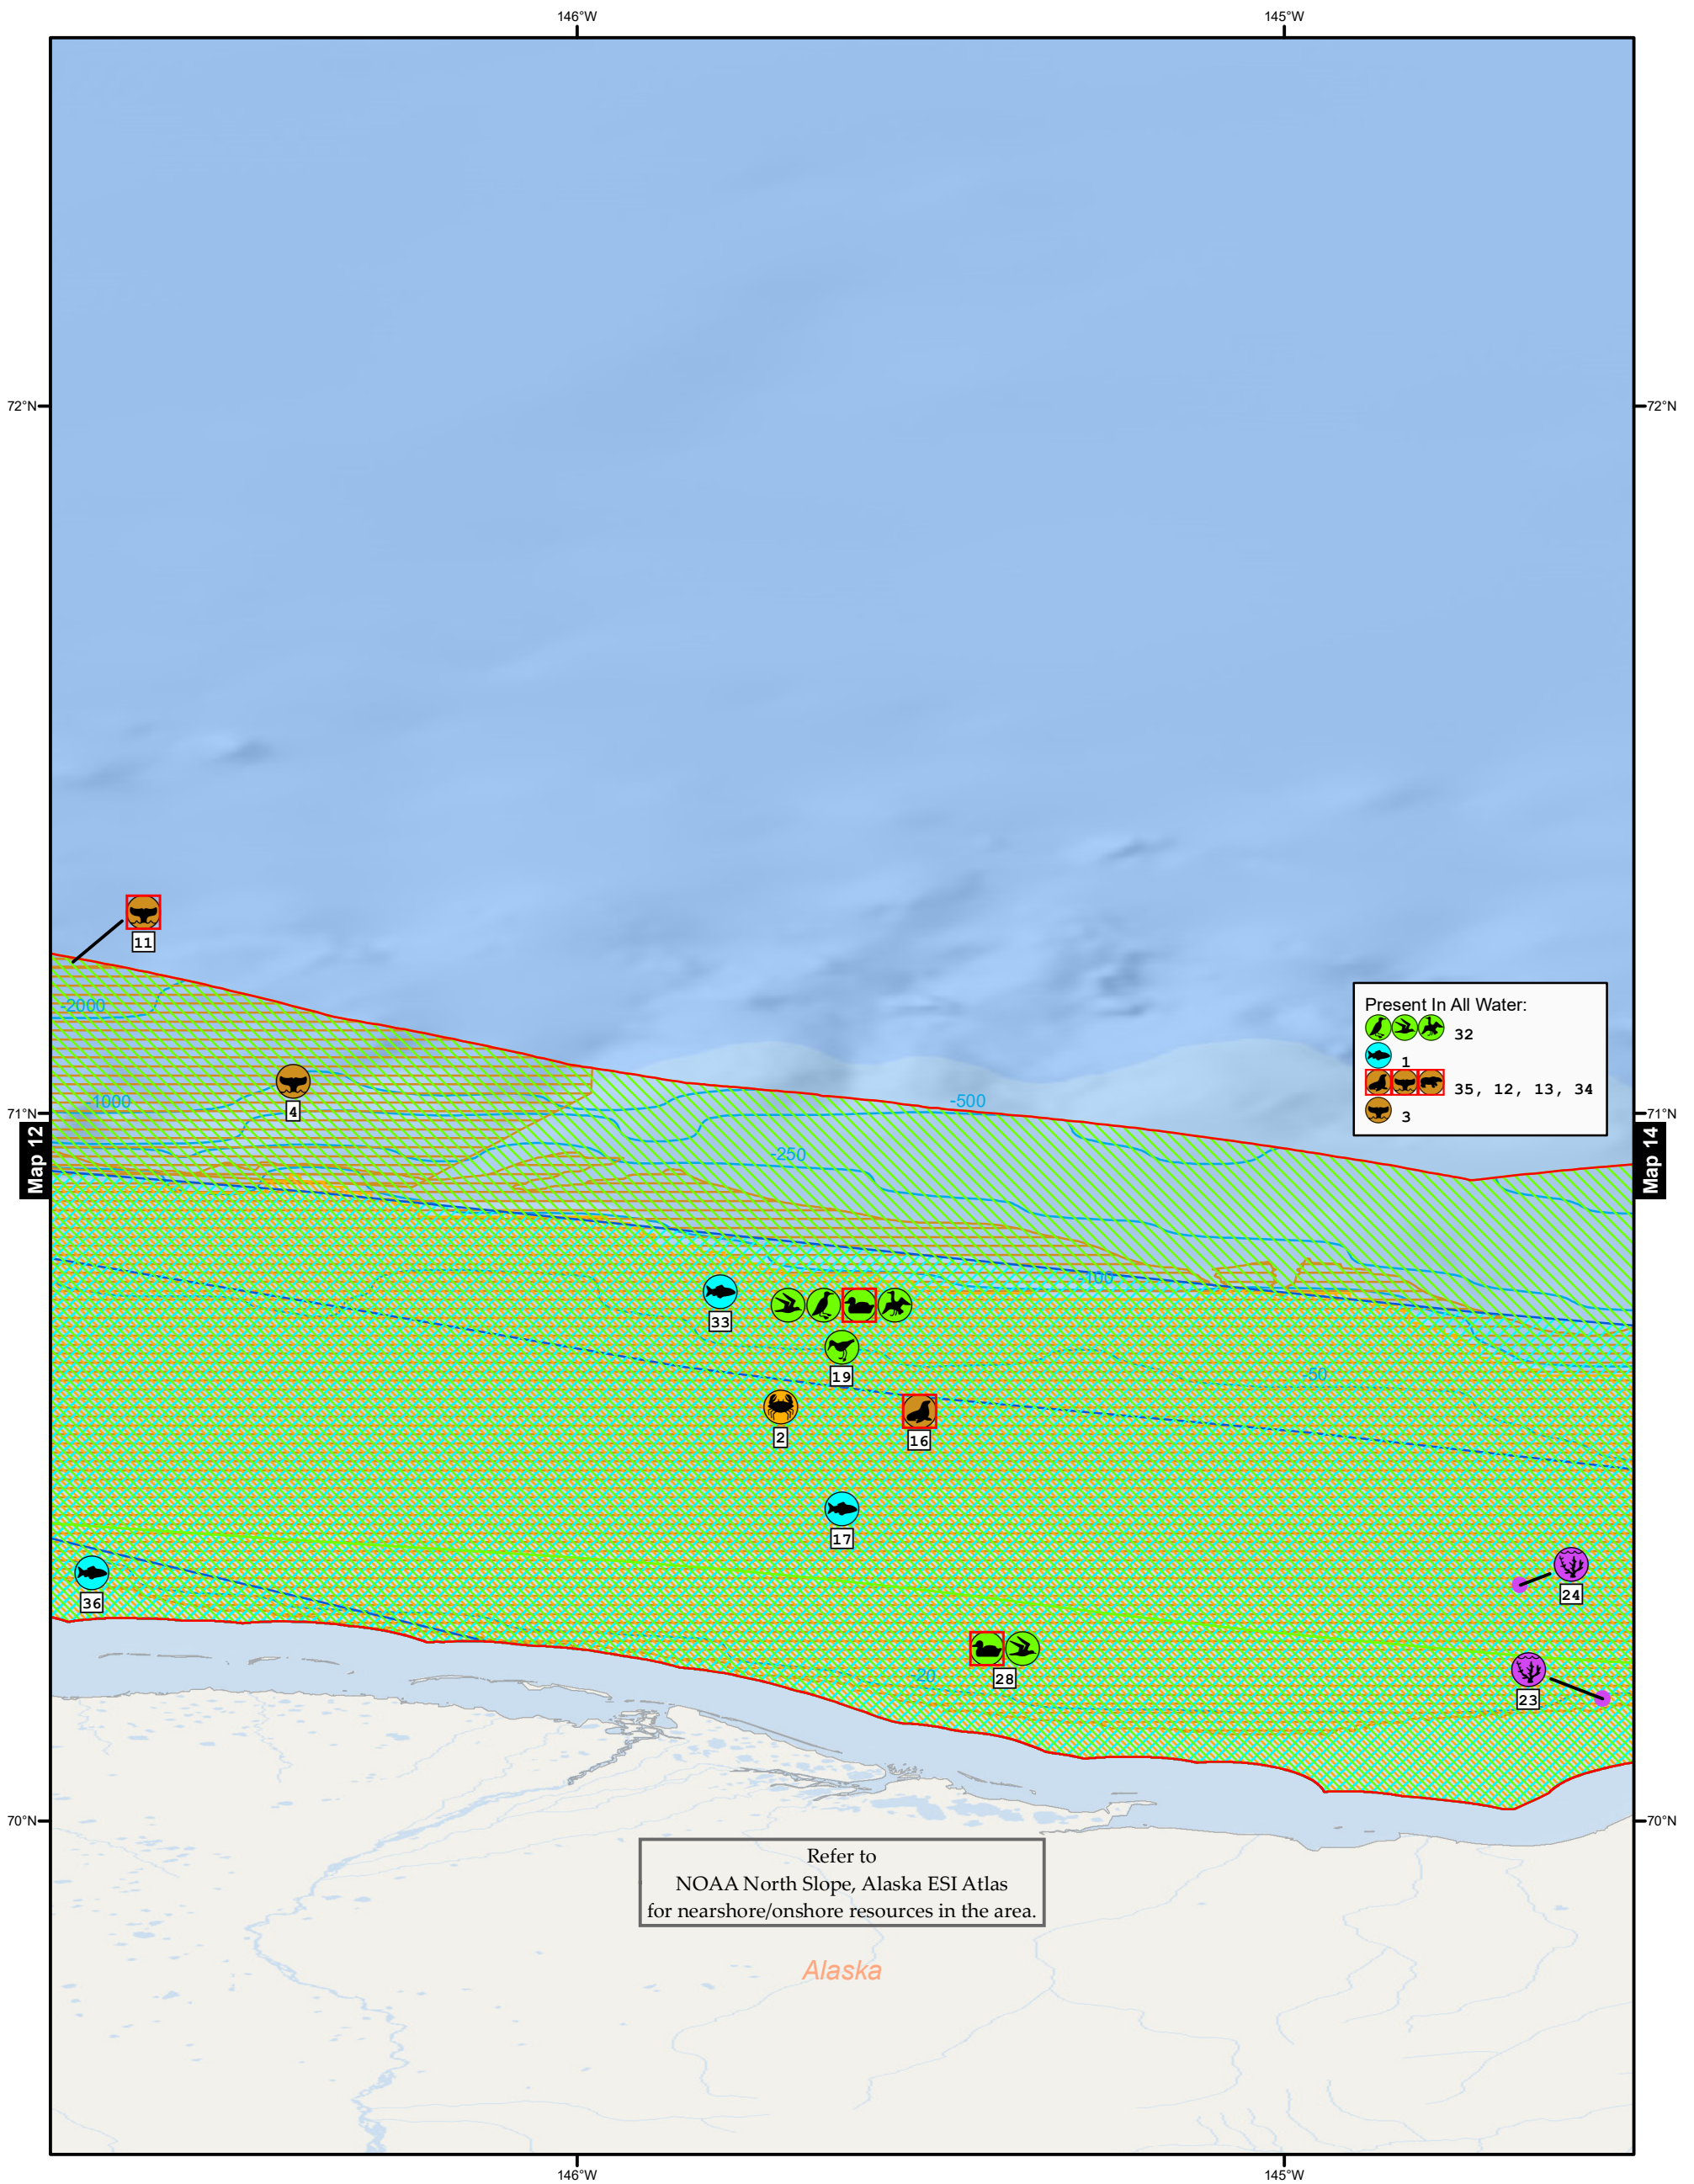 146°W
145°W
72°N
72°N
11
-2000
Present In All Water:
32
1
35, 12, 13, 34
3
-1000
4
-500
71°N
71°N
Map 12
Map 14
-250
-100
33
19
-50
2
16
17
36
24
28
-20
23
70°N
70°N
Refer to
NOAA North Slope, Alaska ESI Atlas
for nearshore/onshore resources in the area.
Alaska
146°W
145°W